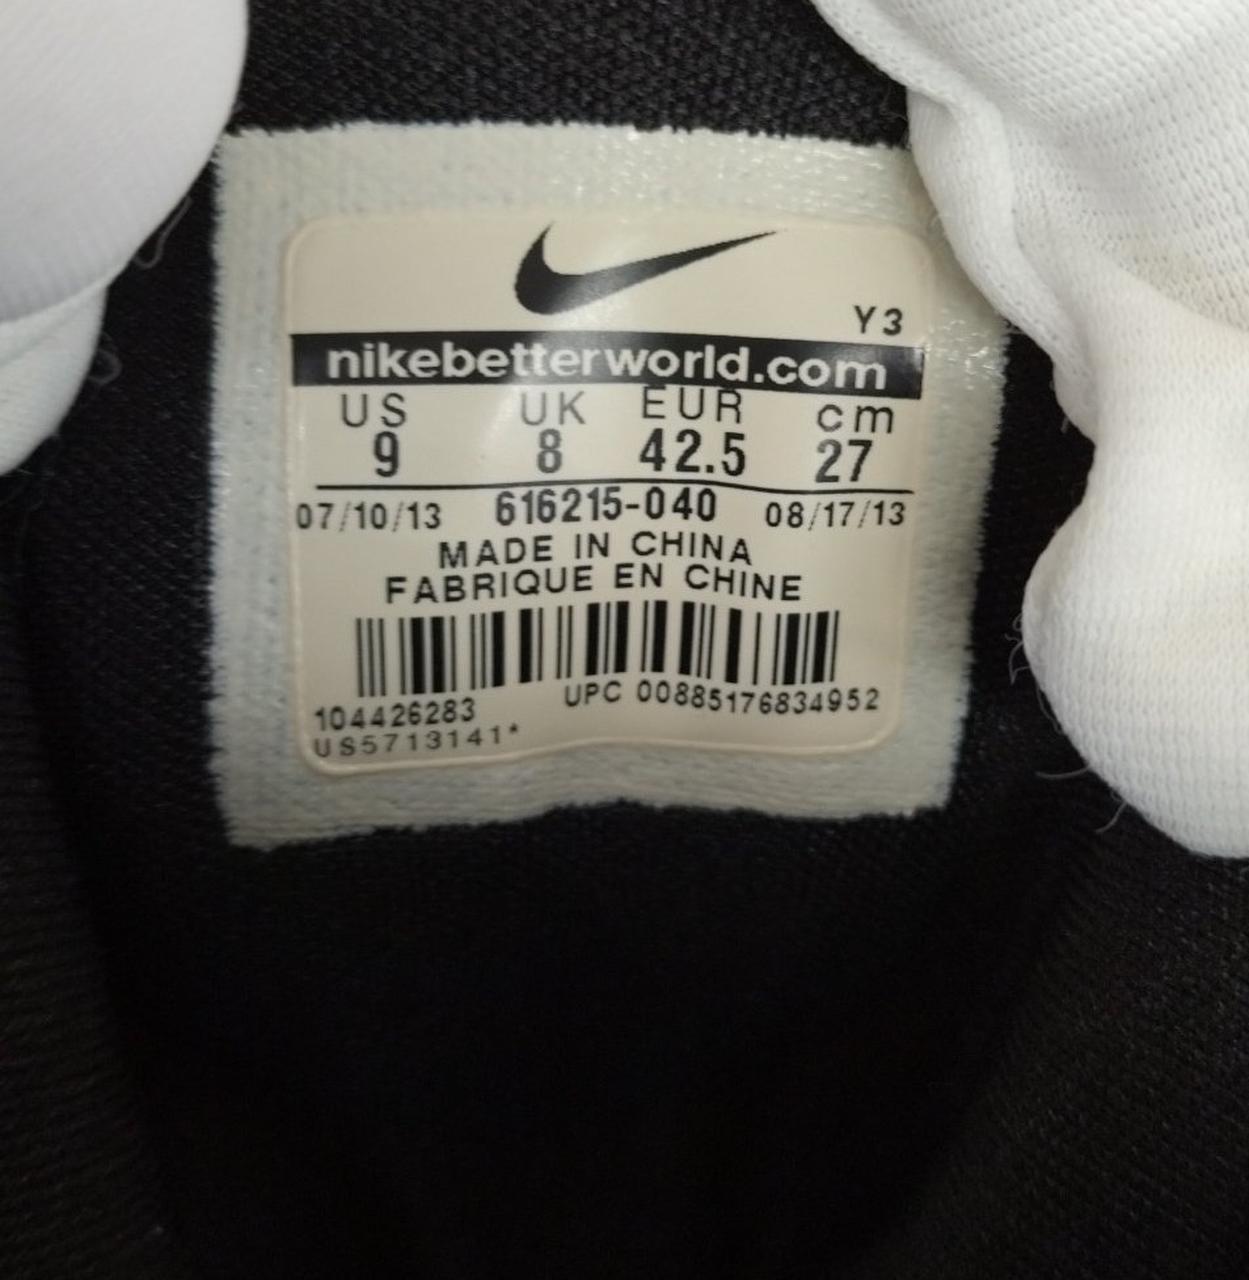 Y3
nikebetterworld.com
US UK EUR cm
9 8 42.5 27
07/10/13 616215-040 08/17/13
MADE IN CHINA
FABRIQUE EN CHINE
UPC 00885176834952
104426283
US5713141*